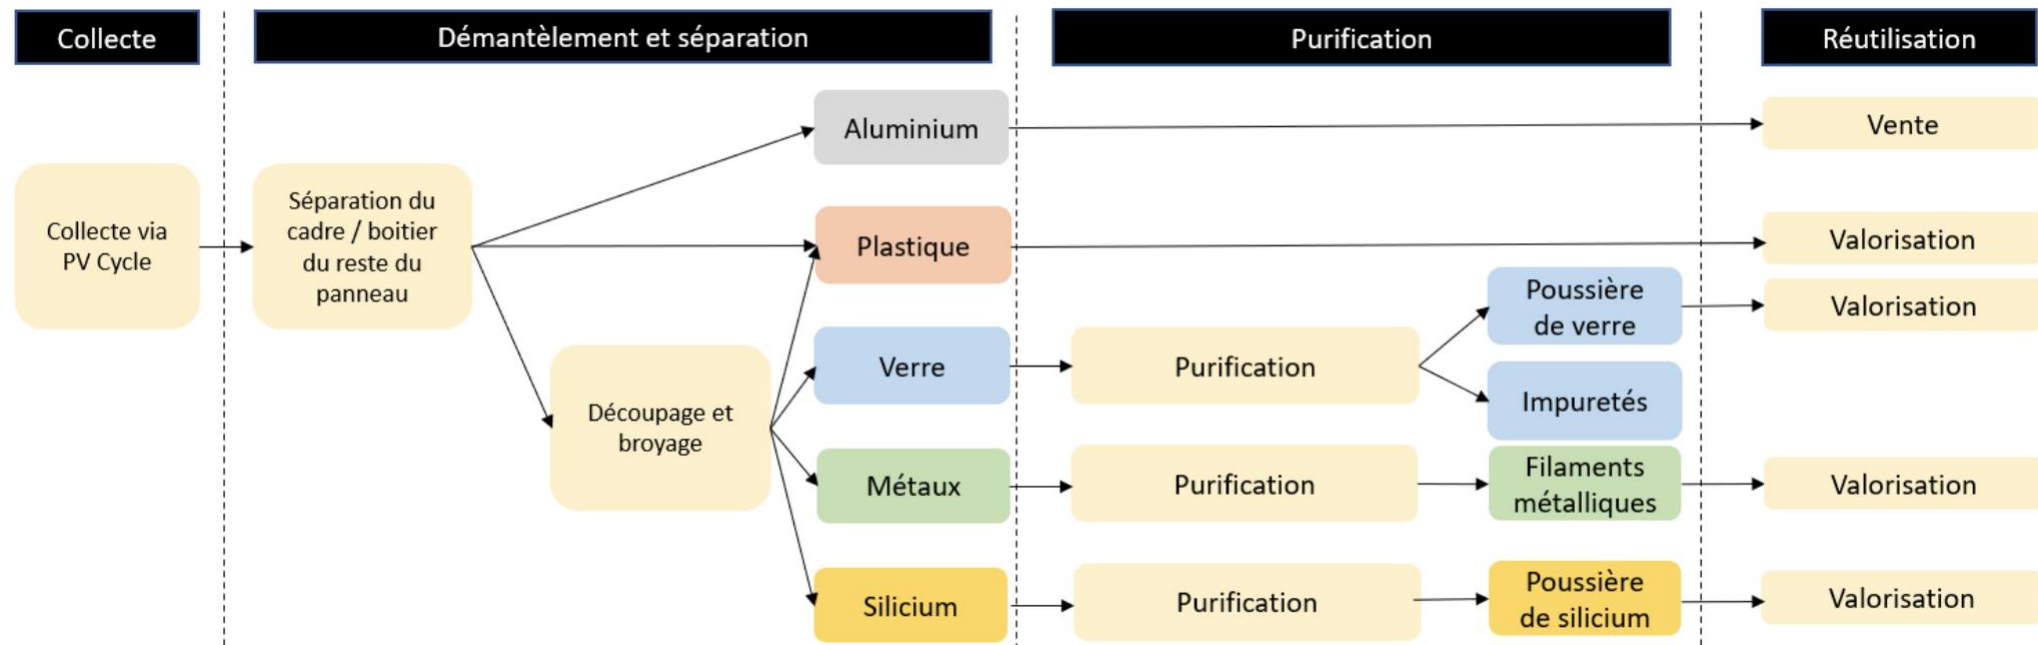 Collecte
Démantèlement et séparation
Purification
Réutilisation
Collecte via
PV Cycle
Séparation du
cadre / boitier
du reste du
panneau
Découpage et
broyage
Aluminium
Vente
Plastique
Valorisation
Verre
Purification
Poussière
de verre
Valorisation
Impuretés
Métaux
Purification
Filaments
métalliques
Valorisation
Silicium
Purification
Poussière
de silicium
Valorisation